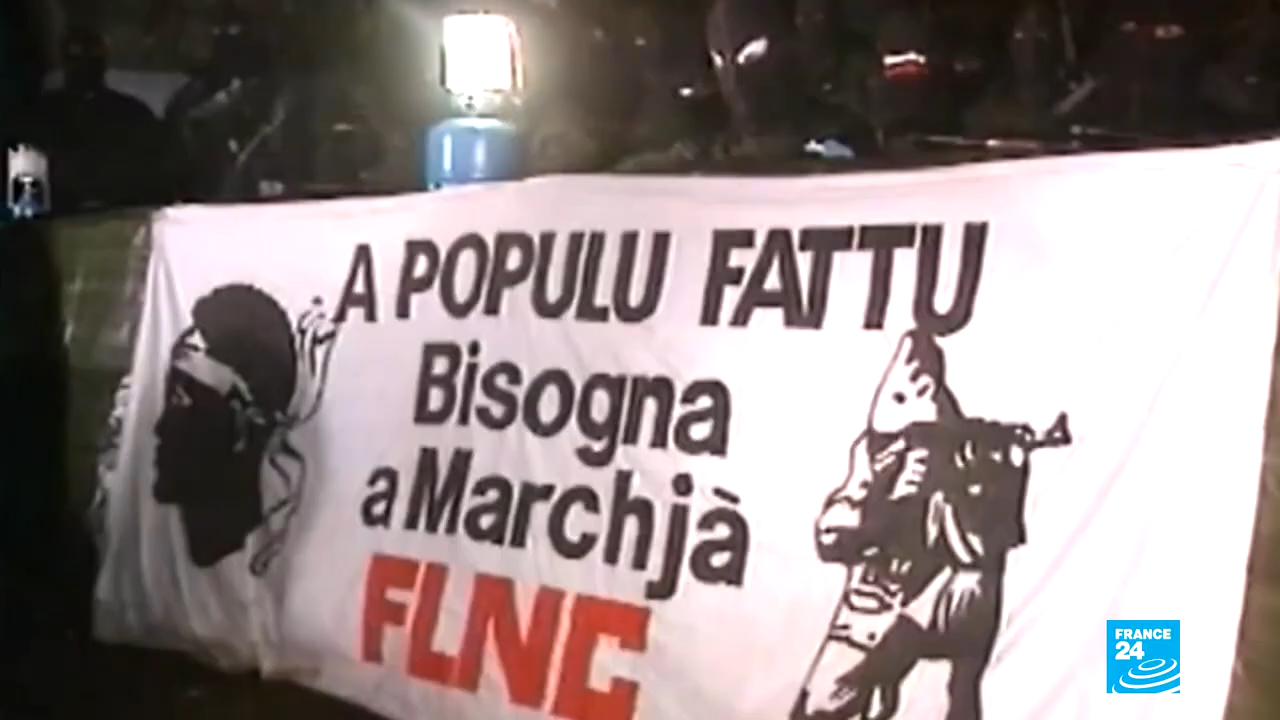 A POPULU FATTU
Bisogna
a Marchjà
FLNC
FRANCE
24